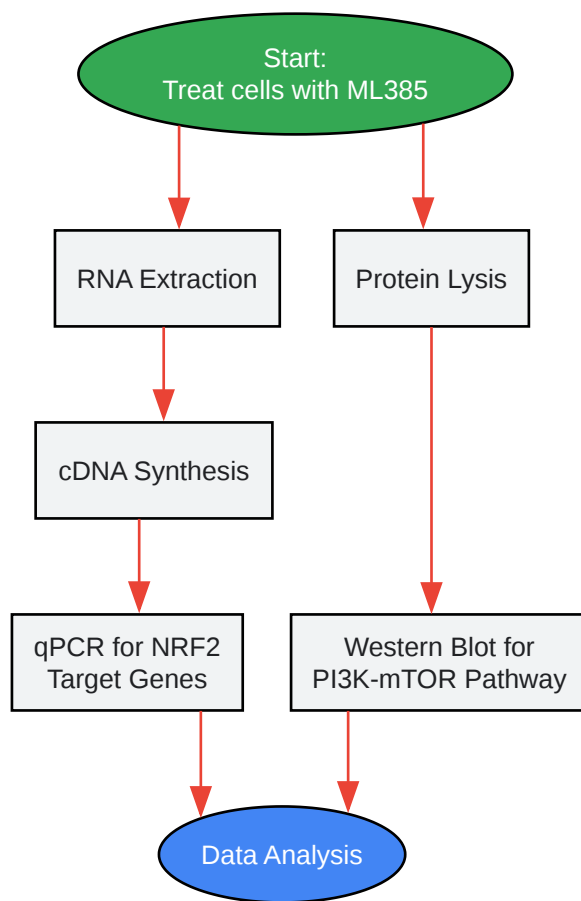 Start:
Treat cells with ML385
RNA Extraction
Protein Lysis
cDNA Synthesis
qPCR for NRF2
Target Genes
Western Blot for
PI3K-mTOR Pathway
Data Analysis